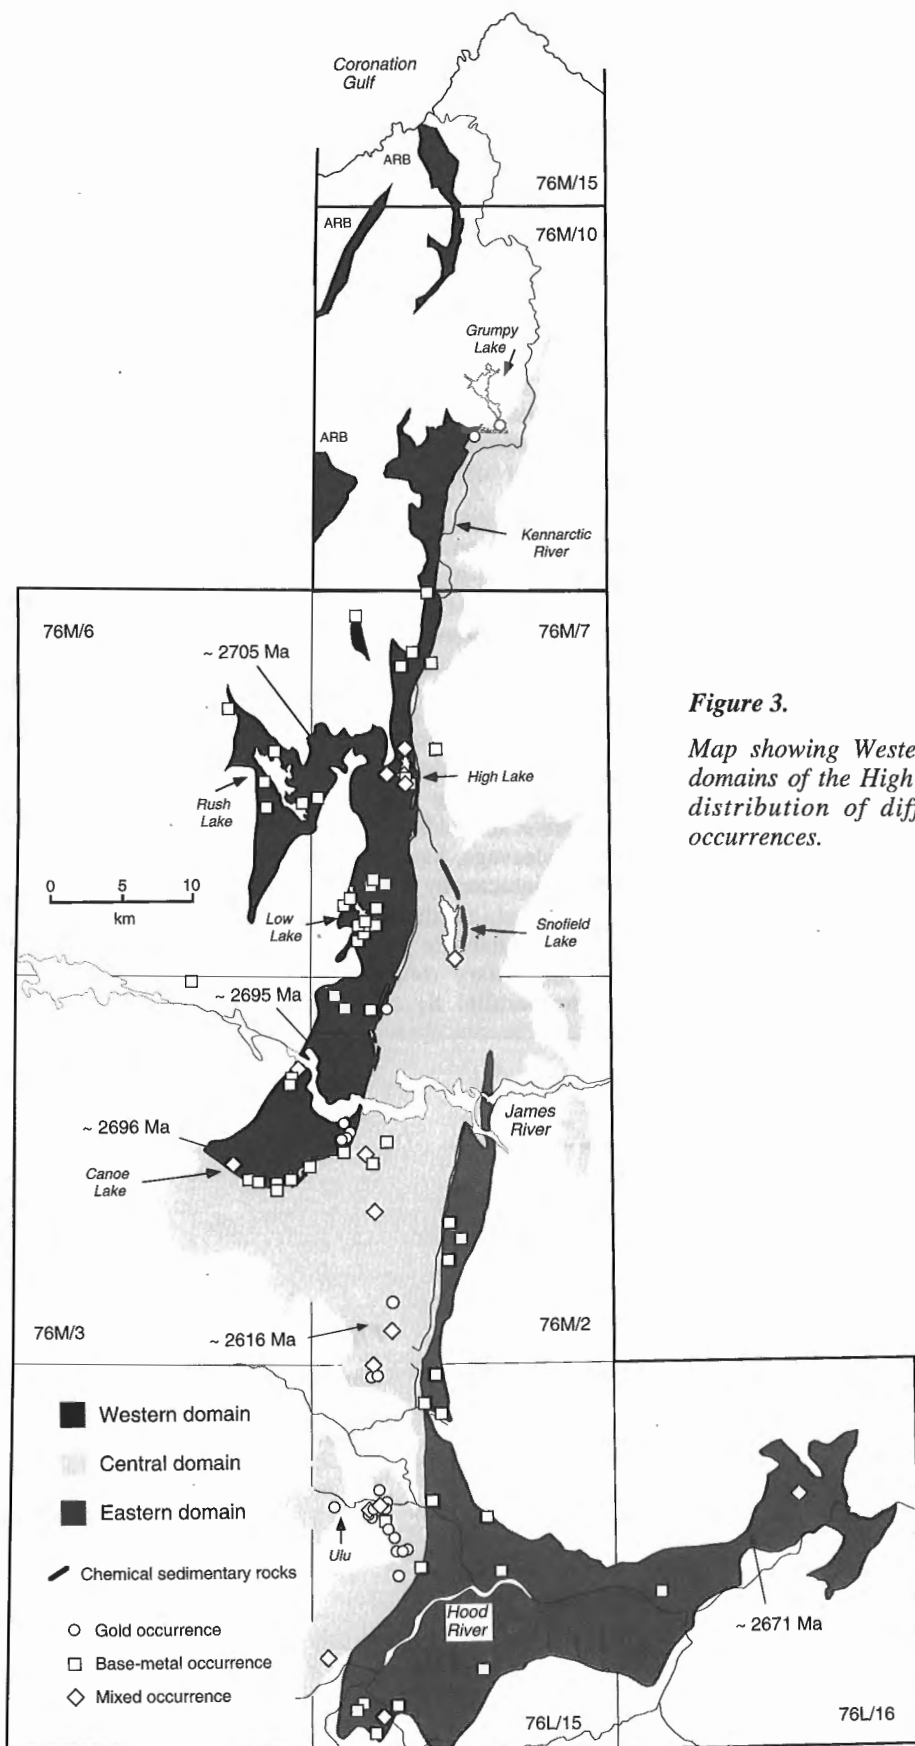 Coronation
Gulf
ARB
76M/15
ARB
76M/10
Grumpy
Lake
ARB
Kennarctic
River
76M/6
76M/7
~ 2705 Ma
High Lake
Rush
Lake
0 5 10
km
Low
Lake
Snofield
Lake
~ 2695 Ma
James
River
~ 2696 Ma
Canoe
Lake
76M/3
~ 2616 Ma
76M/2
Western domain
Central domain
Eastern domain
Chemical sedimentary rocks
Gold occurrence
Base-metal occurrence
Mixed occurrence
Ulu
Hood
River
~ 2671 Ma
76L/15
76L/16
Figure 3.
Map showing Weste
domains of the High
distribution of diff
occurrences.